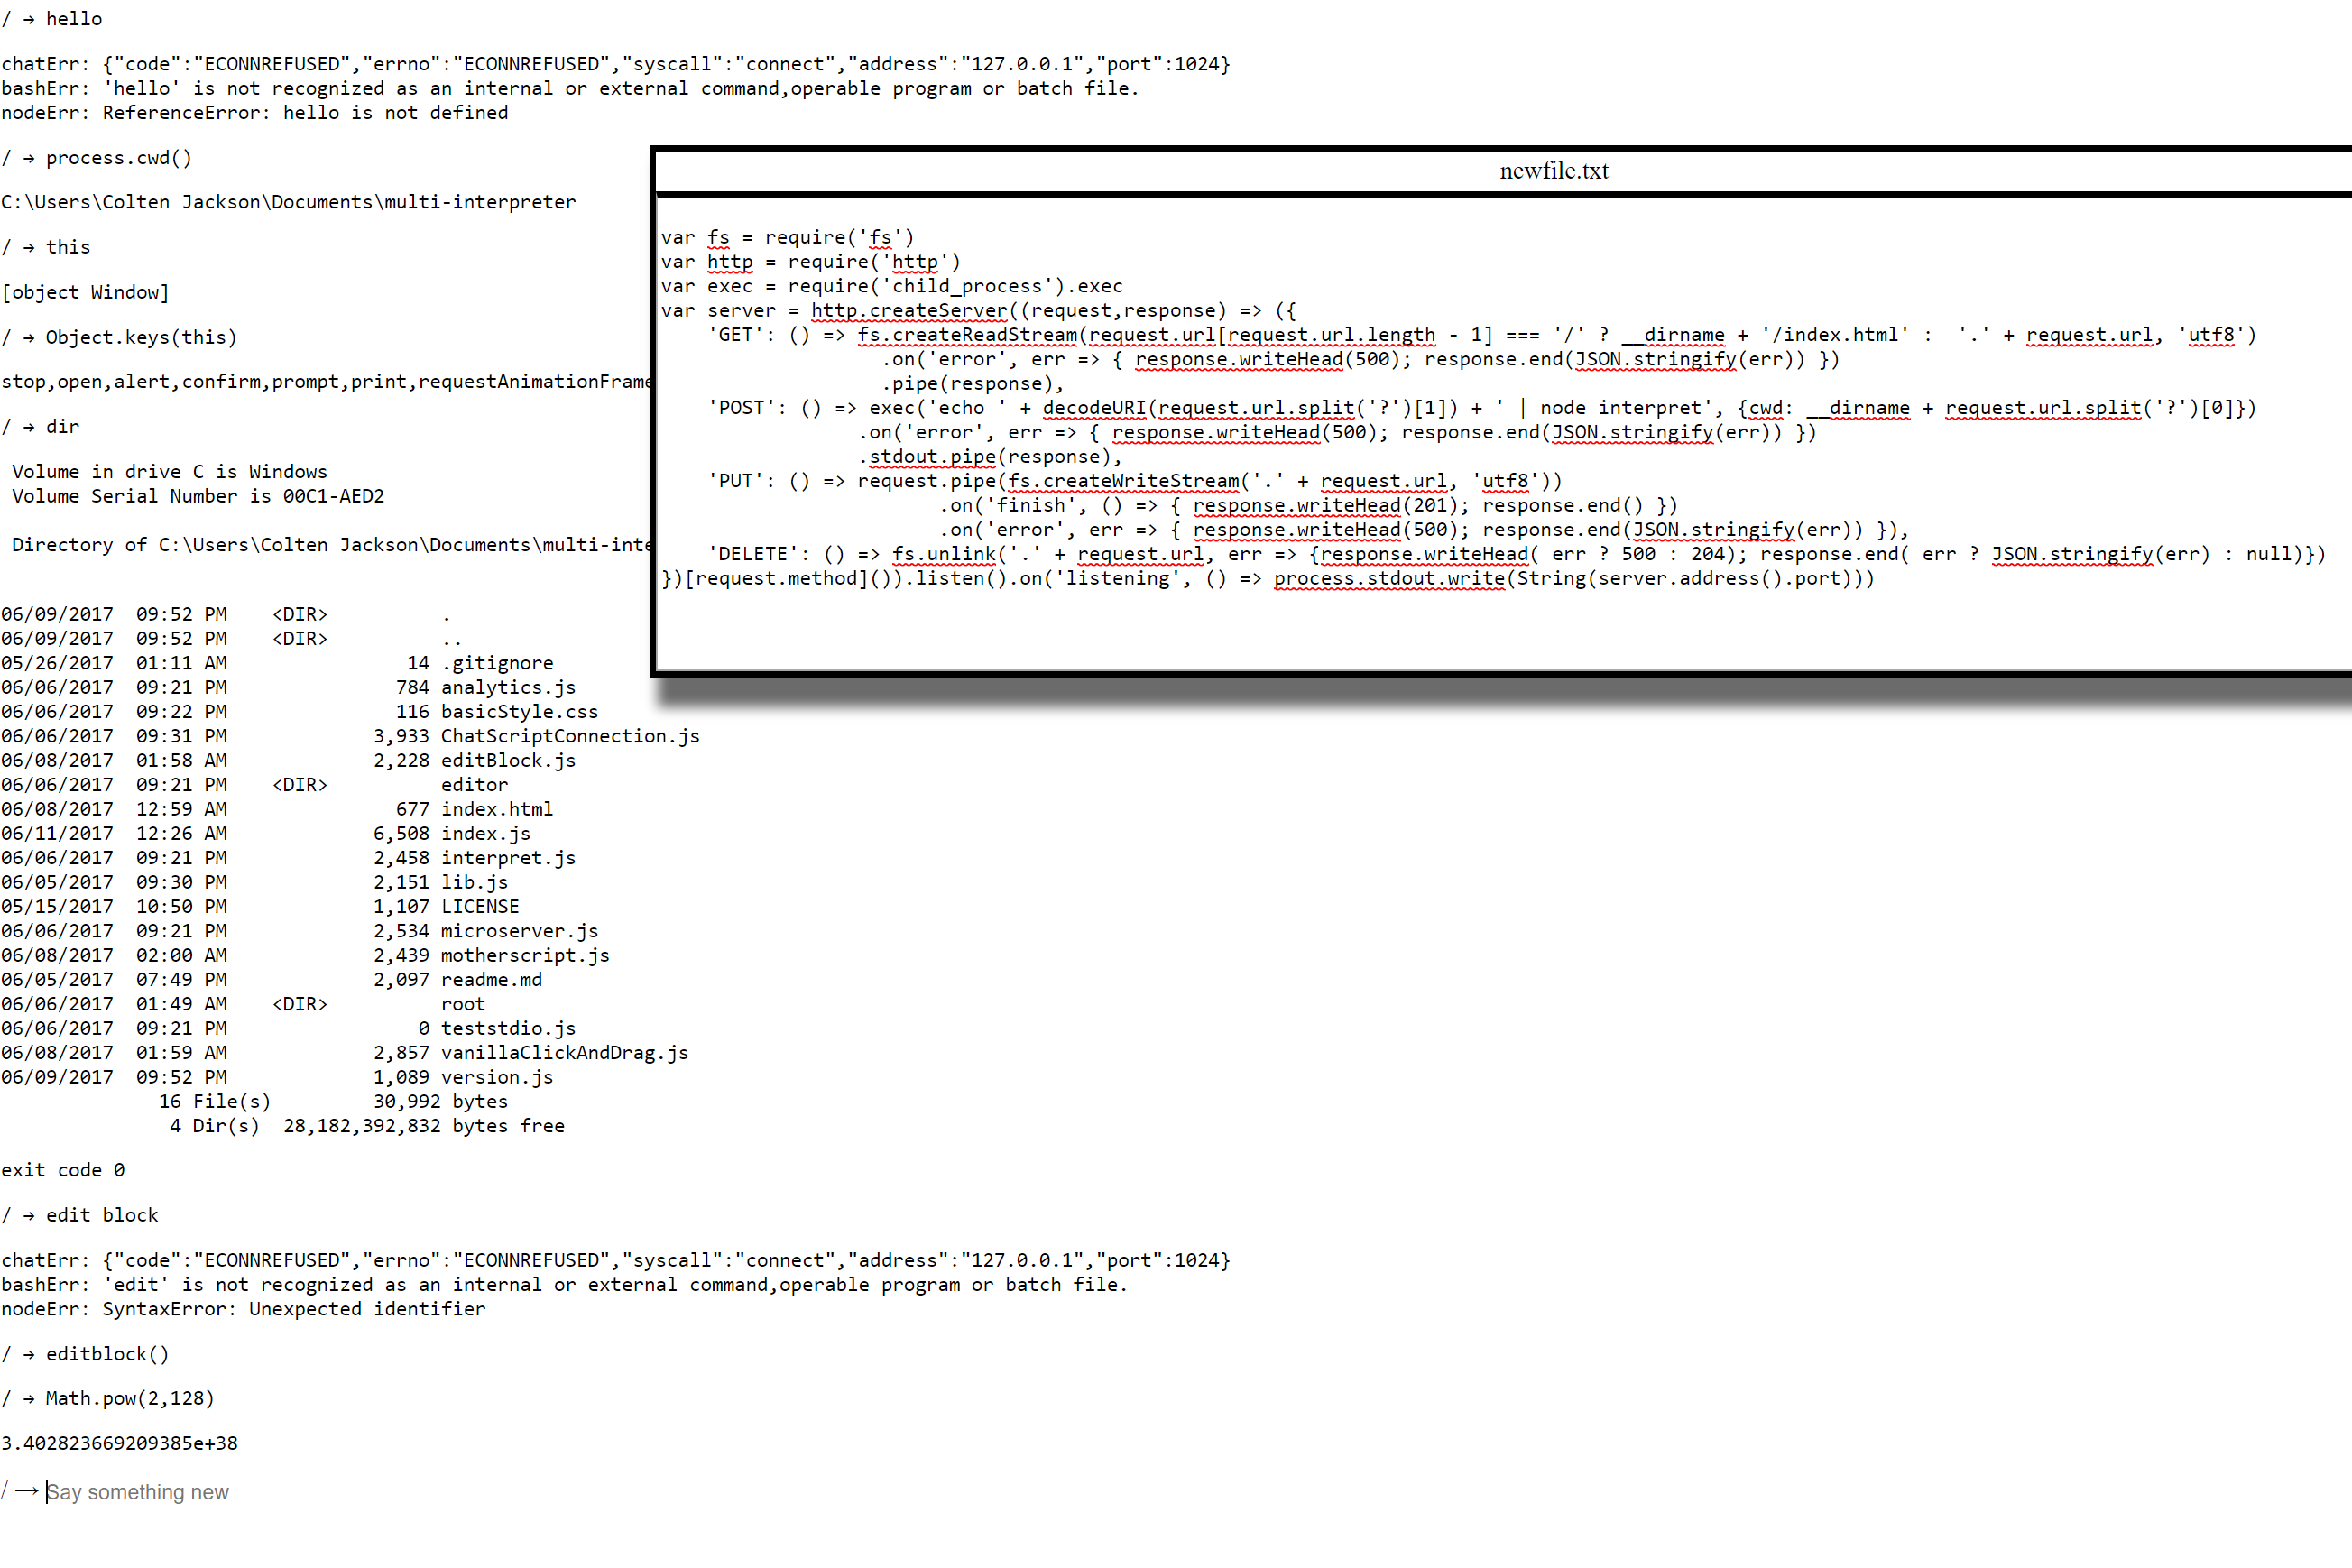 / → hello
chatErr: {"code":"ECONNREFUSED","errno":"ECONNREFUSED","syscall":"connect","address":"127.0.0.1","port":1024}
bashErr: 'hello' is not recognized as an internal or external command,operable program or batch file.
nodeErr: ReferenceError: hello is not defined
/ → process.cwd()
C:\Users\Colten Jackson\Documents\multi-interpreter
/ → this
[object Window]
/ → Object.keys(this)
stop,open,alert,confirm,prompt,print,requestAnimationFrame
/ → dir
 Volume in drive C is Windows
 Volume Serial Number is 00C1-AED2
 Directory of C:\Users\Colten Jackson\Documents\multi-inte
06/09/2017  09:52 PM    <DIR>          .
06/09/2017  09:52 PM    <DIR>          ..
05/26/2017  01:11 AM                14 .gitignore
06/06/2017  09:21 PM               784 analytics.js
06/06/2017  09:22 PM               116 basicStyle.css
06/06/2017  09:31 PM             3,933 ChatScriptConnection.js
06/08/2017  01:58 AM             2,228 editBlock.js
06/06/2017  09:21 PM    <DIR>          editor
06/08/2017  12:59 AM               677 index.html
06/11/2017  12:26 AM             6,508 index.js
06/06/2017  09:21 PM             2,458 interpret.js
06/05/2017  09:30 PM             2,151 lib.js
05/15/2017  10:50 PM             1,107 LICENSE
06/06/2017  09:21 PM             2,534 microserver.js
06/08/2017  02:00 AM             2,439 motherscript.js
06/05/2017  07:49 PM             2,097 readme.md
06/06/2017  01:49 AM    <DIR>          root
06/06/2017  09:21 PM                 0 teststdio.js
06/08/2017  01:59 AM             2,857 vanillaClickAndDrag.js
06/09/2017  09:52 PM             1,089 version.js
              16 File(s)         30,992 bytes
               4 Dir(s)  28,182,392,832 bytes free
exit code 0
/ → edit block
chatErr: {"code":"ECONNREFUSED","errno":"ECONNREFUSED","syscall":"connect","address":"127.0.0.1","port":1024}
bashErr: 'edit' is not recognized as an internal or external command,operable program or batch file.
nodeErr: SyntaxError: Unexpected identifier
/ → editblock()
/ → Math.pow(2,128)
3.402823669209385e+38
/ → Say something new
newfile.txt
var fs = require('fs')
var http = require('http')
var exec = require('child_process').exec
var server = http.createServer((request,response) => ({
    'GET': () => fs.createReadStream(request.url[request.url.length - 1] === '/' ? __dirname + '/index.html' :  '.' + request.url, 'utf8')
                   .on('error', err => { response.writeHead(500); response.end(JSON.stringify(err)) })
                   .pipe(response),
    'POST': () => exec('echo ' + decodeURI(request.url.split('?')[1]) + ' | node interpret', {cwd: __dirname + request.url.split('?')[0]})
                 .on('error', err => { response.writeHead(500); response.end(JSON.stringify(err)) })
                 .stdout.pipe(response),
    'PUT': () => request.pipe(fs.createWriteStream('.' + request.url, 'utf8'))
                        .on('finish', () => { response.writeHead(201); response.end() })
                        .on('error', err => { response.writeHead(500); response.end(JSON.stringify(err)) }),
    'DELETE': () => fs.unlink('.' + request.url, err => {response.writeHead( err ? 500 : 204); response.end( err ? JSON.stringify(err) : null)})
})[request.method]()).listen().on('listening', () => process.stdout.write(String(server.address().port)))